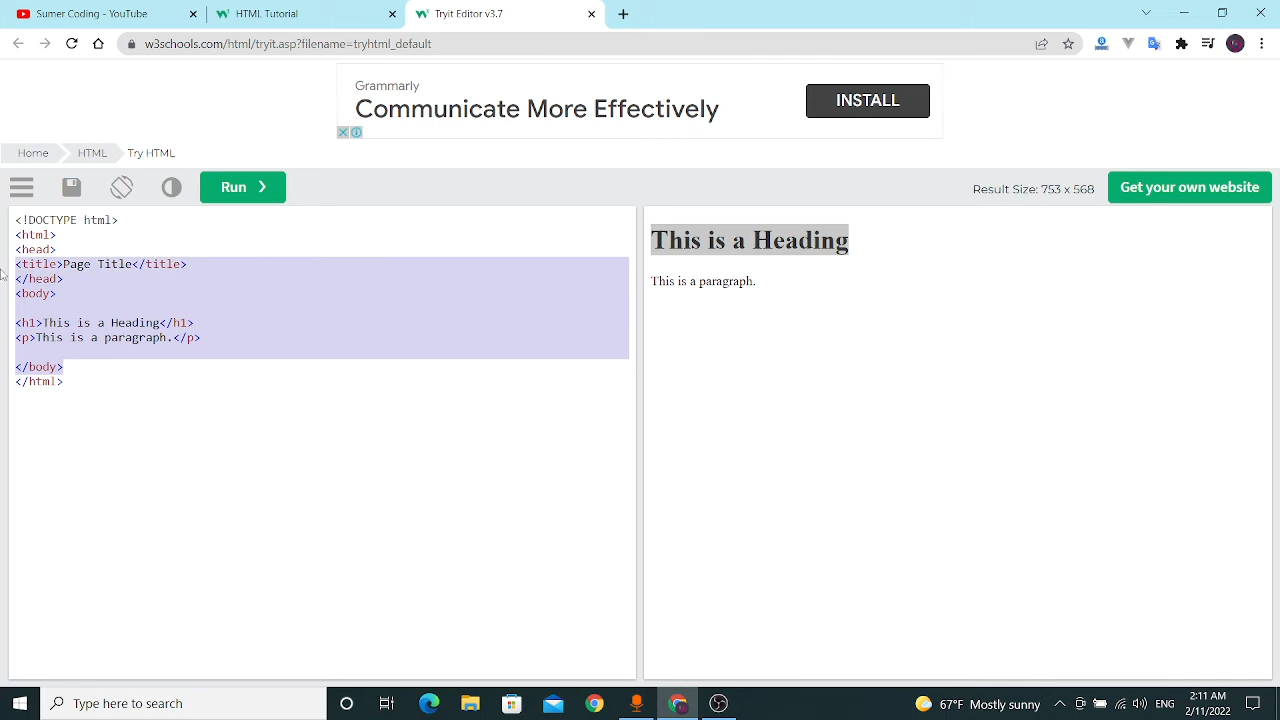 Sumer Coding - YouTube
HTML Tutorial
Tryit Editor v3.7
w3schools.com/html/tryit.asp?filename=tryhtml_default
Grammarly
Communicate More Effectively
INSTALL
Home
HTML
Try HTML
Run
Result Size: 753 x 568
Get your own website
<!DOCTYPE html>
<html>
<head>
<title>Page Title</title>
</head>
<body>
<h1>This is a Heading</h1>
<p>This is a paragraph.</p>
</body>
</html>
This is a Heading
This is a paragraph.
Type here to search
Mostly sunny
ENG
2:11 AM
2/11/2022